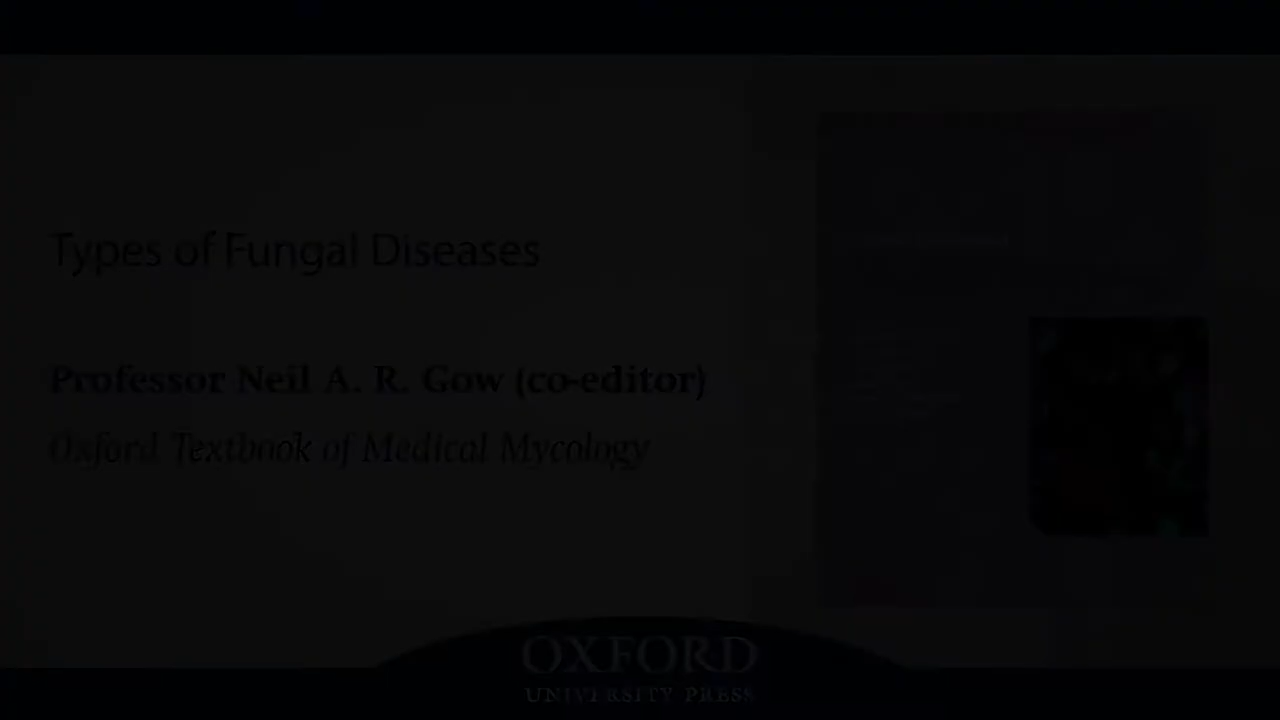 Types of Fungal Diseases
Professor Neil A. R. Gow (co-editor)
Oxford Textbook of Medical Mycology
OXFORD
UNIVERSITY PRESS